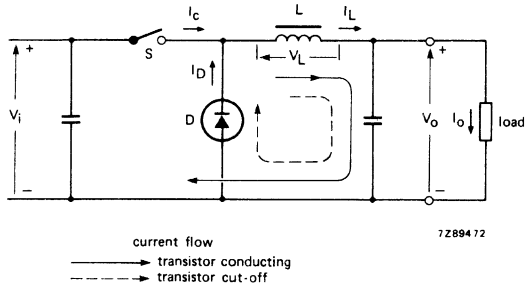 I_c
L
I_L
+
S
V_L
+
I_D
V_i
D
V_o
I_o
load
−
−
7Z89472
current flow
transistor conducting
transistor cut-off